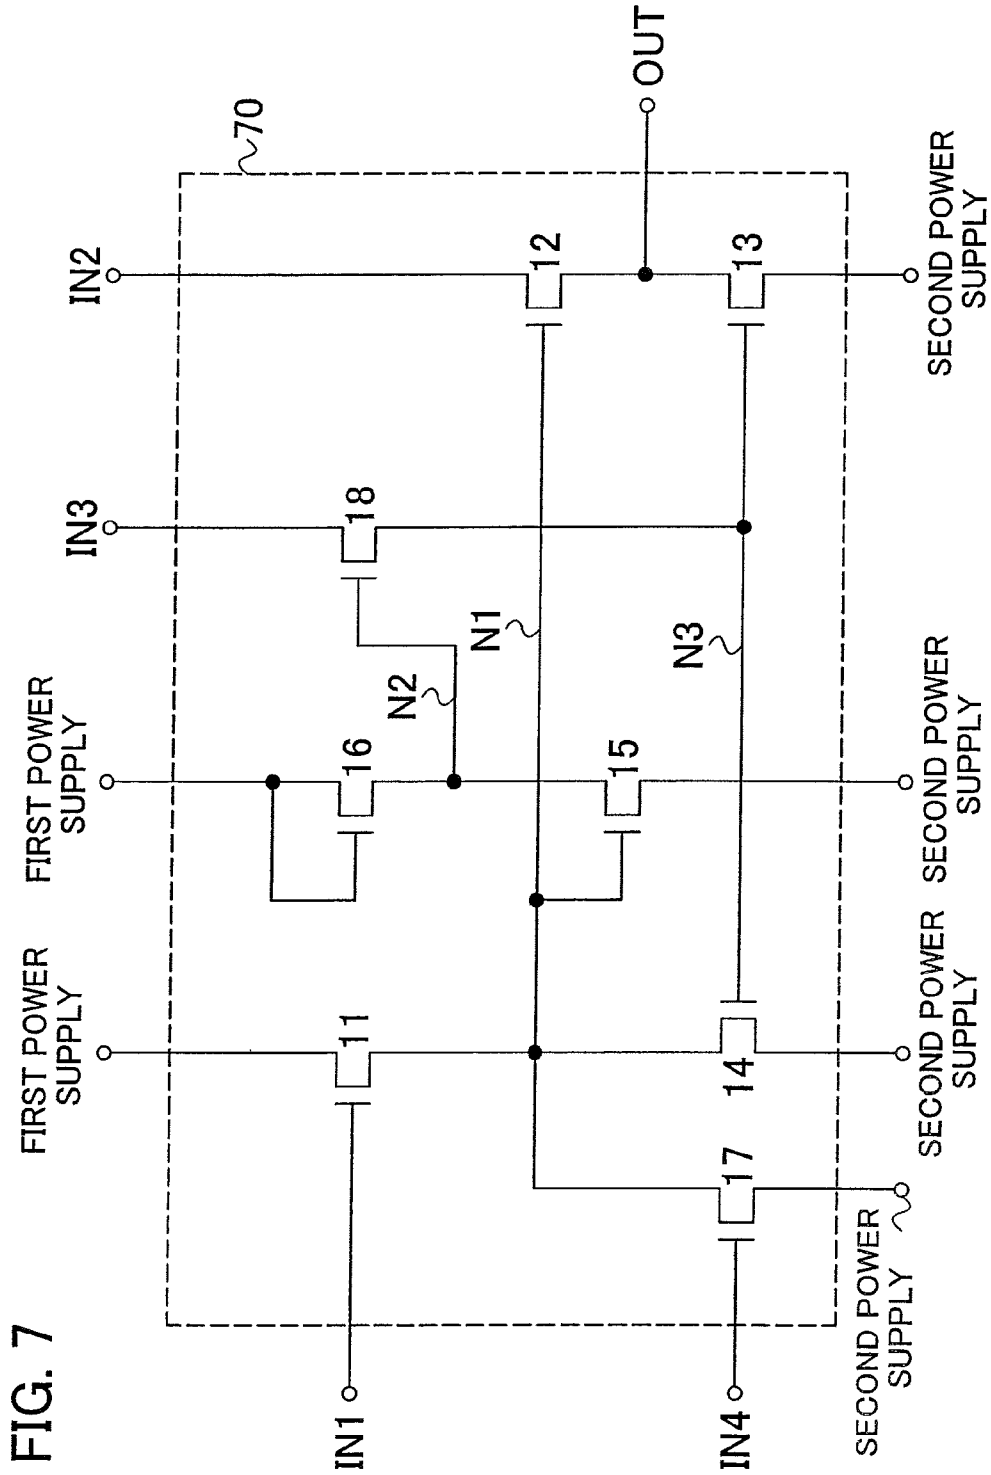 FIG. 7
FIRST POWER
SUPPLY
FIRST POWER
SUPPLY
IN3
IN2
70
IN1
11
16
18
N2
N1
12
OUT
15
N3
IN4
17
14
13
SECOND POWER
SUPPLY
SECOND POWER
SUPPLY
SECOND POWER
SUPPLY
SECOND POWER
SUPPLY